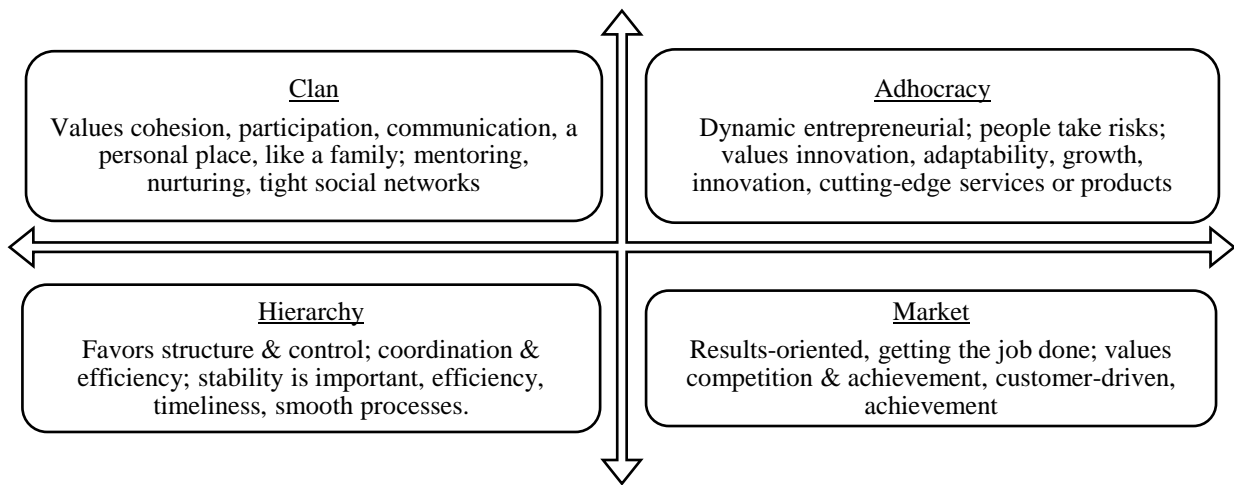 Clan
Values cohesion, participation, communication, a
personal place, like a family; mentoring,
nurturing, tight social networks
Adhocracy
Dynamic entrepreneurial; people take risks;
values innovation, adaptability, growth,
innovation, cutting-edge services or products
Hierarchy
Favors structure & control; coordination &
efficiency; stability is important, efficiency,
timeliness, smooth processes.
Market
Results-oriented, getting the job done; values
competition & achievement, customer-driven,
achievement